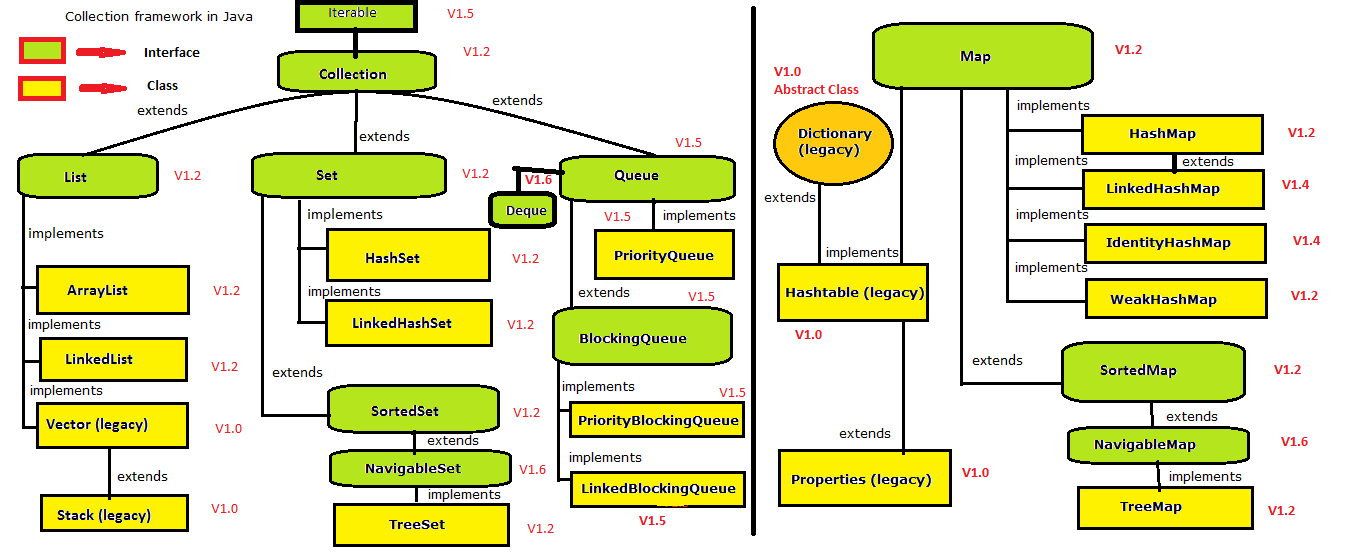 Collection framework in Java
Interface
Class
Iterable
V1.5
Collection
V1.2
extends
extends
extends
List
V1.2
Set
V1.2
Queue
V1.5
V1.6
Deque
implements
ArrayList
V1.2
implements
LinkedList
V1.2
implements
Vector (legacy)
V1.0
extends
Stack (legacy)
V1.0
implements
HashSet
V1.2
implements
LinkedHashSet
V1.2
extends
SortedSet
V1.2
extends
NavigableSet
V1.6
implements
TreeSet
V1.2
V1.5
implements
PriorityQueue
extends
V1.5
BlockingQueue
implements
V1.5
PriorityBlockingQueue
implements
LinkedBlockingQueue
V1.5
Map
V1.2
V1.0
Abstract Class
Dictionary
(legacy)
extends
implements
Hashtable (legacy)
V1.0
extends
Properties (legacy)
V1.0
implements
HashMap
V1.2
extends
implements
LinkedHashMap
V1.4
implements
IdentityHashMap
V1.4
implements
WeakHashMap
V1.2
extends
SortedMap
V1.2
extends
NavigableMap
V1.6
implements
TreeMap
V1.2